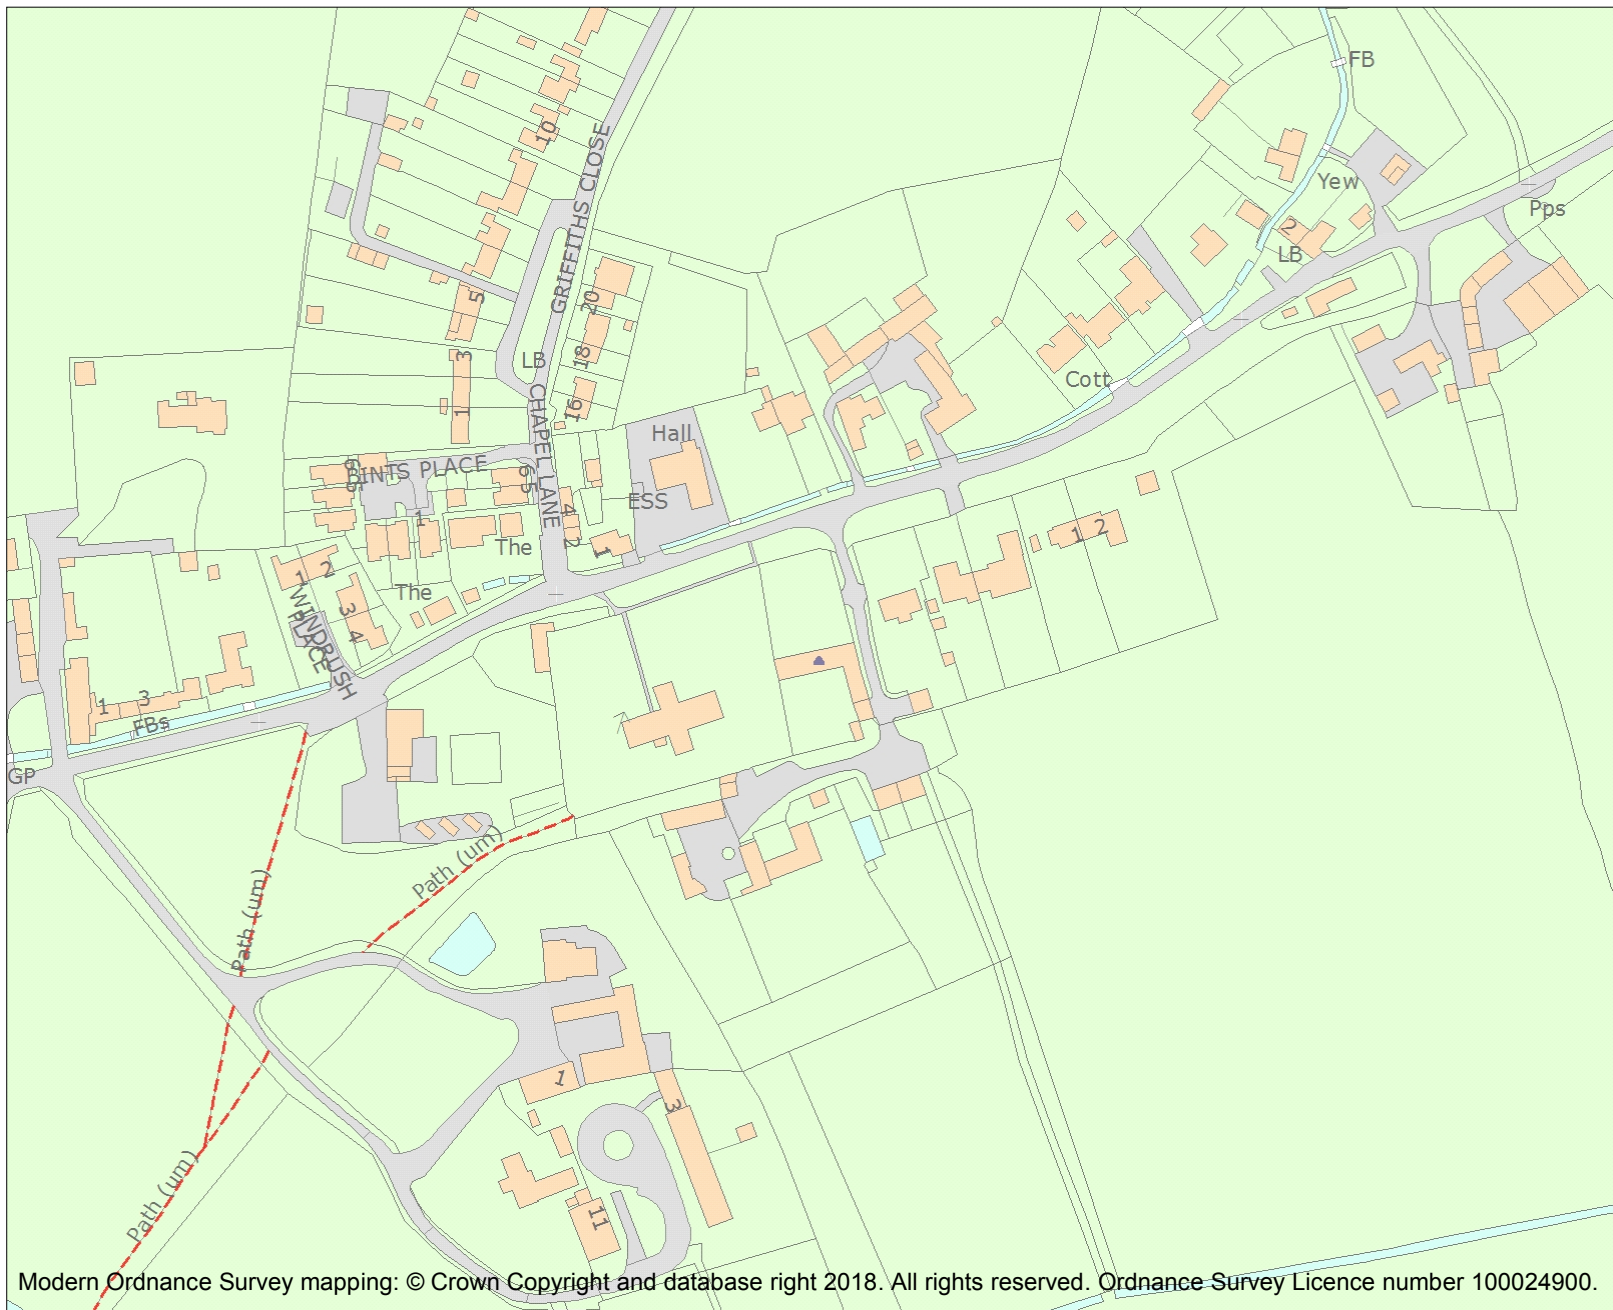 FB
10
GRIFFITHS CLOSE
Yew
Pps
2
LB
5
20
18
3
LB
Cott
1
16
CHAPEL LANE
Hall
BINTS PLACE
65
ESS
4
2
1
1
The
1 2
1 2
The
WINDRUSH
PLACE
3
4
1 3
FBs
GP
Path (um)
Path (um)
1
3
Path (um)
11
Modern Ordnance Survey mapping: © Crown Copyright and database right 2018. All rights reserved. Ordnance Survey Licence number 100024900.